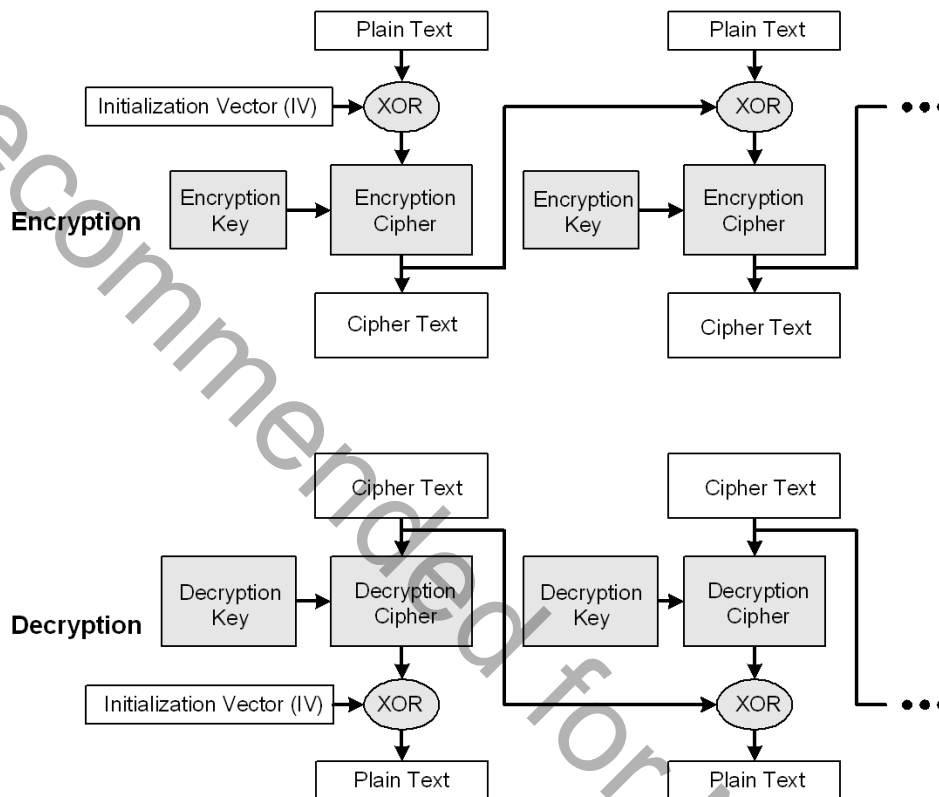 Plain Text
Plain Text
Initialization Vector (IV)
XOR
XOR
Encryption
Encryption
Key
Encryption
Cipher
Encryption
Key
Encryption
Cipher
Cipher Text
Cipher Text
Cipher Text
Cipher Text
Decryption
Decryption
Key
Decryption
Cipher
Decryption
Key
Decryption
Cipher
Initialization Vector (IV)
XOR
XOR
Plain Text
Plain Text
ecommended for